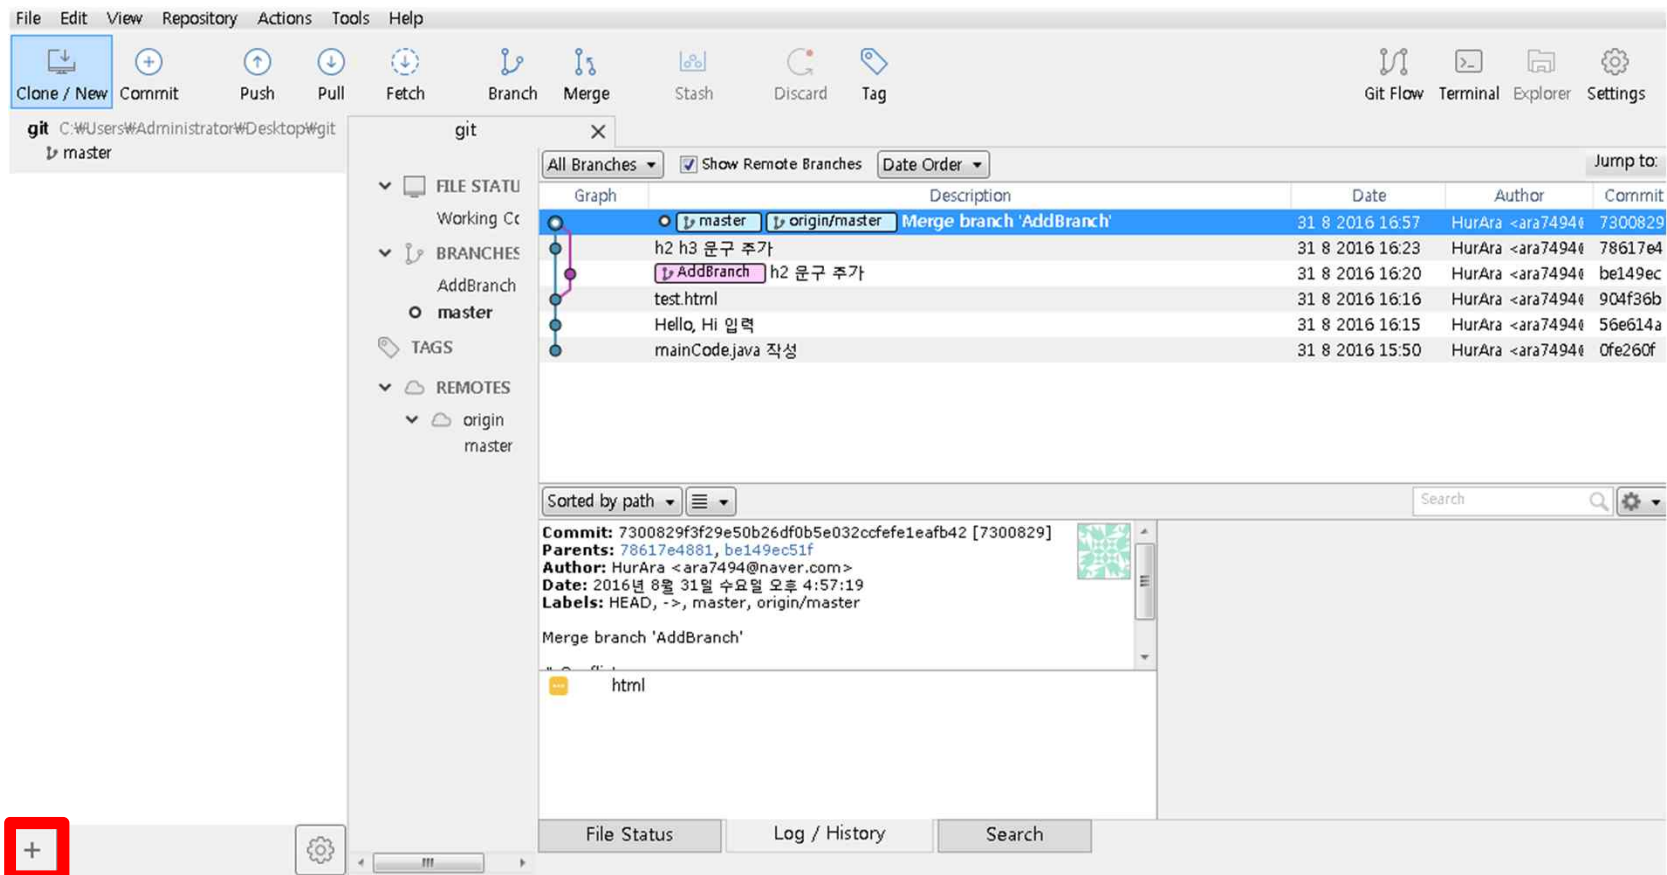 File Edit View Repository Actions Tools Help
Clone / New Commit Push Pull Fetch Branch Merge Stash Discard Tag Git Flow Terminal Explorer Settings
git C:₩Users₩Administrator₩Desktop₩git
master
git
FILE STATU
Working Cc
BRANCHES
AddBranch
master
TAGS
REMOTES
origin
master
All Branches Show Remote Branches Date Order Jump to:
Graph Description Date Author Commit
master origin/master Merge branch 'AddBranch' 31 8 2016 16:57 HurAra <ara7494 7300829
h2 h3 문구 추가 31 8 2016 16:23 HurAra <ara7494 78617e4
AddBranch h2 문구 추가 31 8 2016 16:20 HurAra <ara7494 be149ec
test.html 31 8 2016 16:16 HurAra <ara7494 904f36b
Hello, Hi 입력 31 8 2016 16:15 HurAra <ara7494 56e614a
mainCode.java 작성 31 8 2016 15:50 HurAra <ara7494 0fe260f
Sorted by path Search
Commit: 7300829f3f29e50b26df0b5e032ccfefe1eafb42 [7300829]
Parents: 78617e4881, be149ec51f
Author: HurAra <ara7494@naver.com>
Date: 2016년 8월 31일 수요일 오후 4:57:19
Labels: HEAD, ->, master, origin/master
Merge branch 'AddBranch'
html
File Status Log / History Search